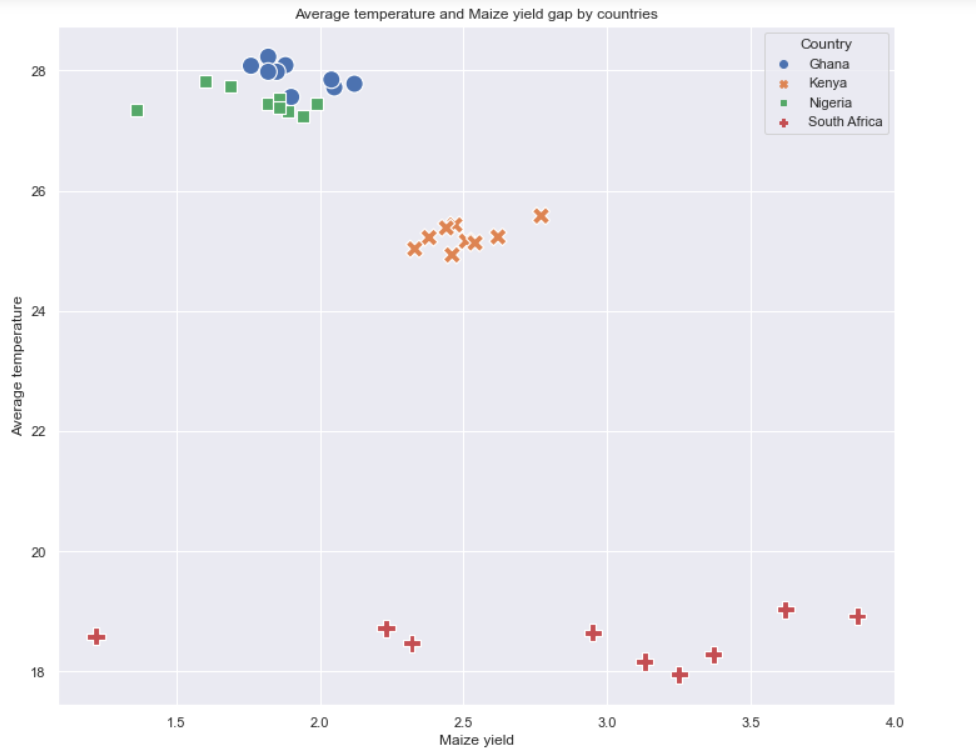 Average temperature and Maize yield gap by countries
Country
Ghana
Kenya
Nigeria
South Africa
28
26
24
22
20
18
Average temperature
1.5
2.0
2.5
3.0
3.5
4.0
Maize yield